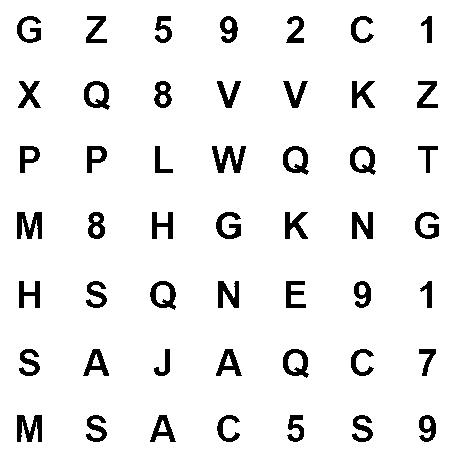 G Z 5 9 2 C 1
X Q 8 V V K Z
P P L W Q Q T
M 8 H G K N G
H S Q N E 9 1
S A J A Q C 7
M S A C 5 S 9